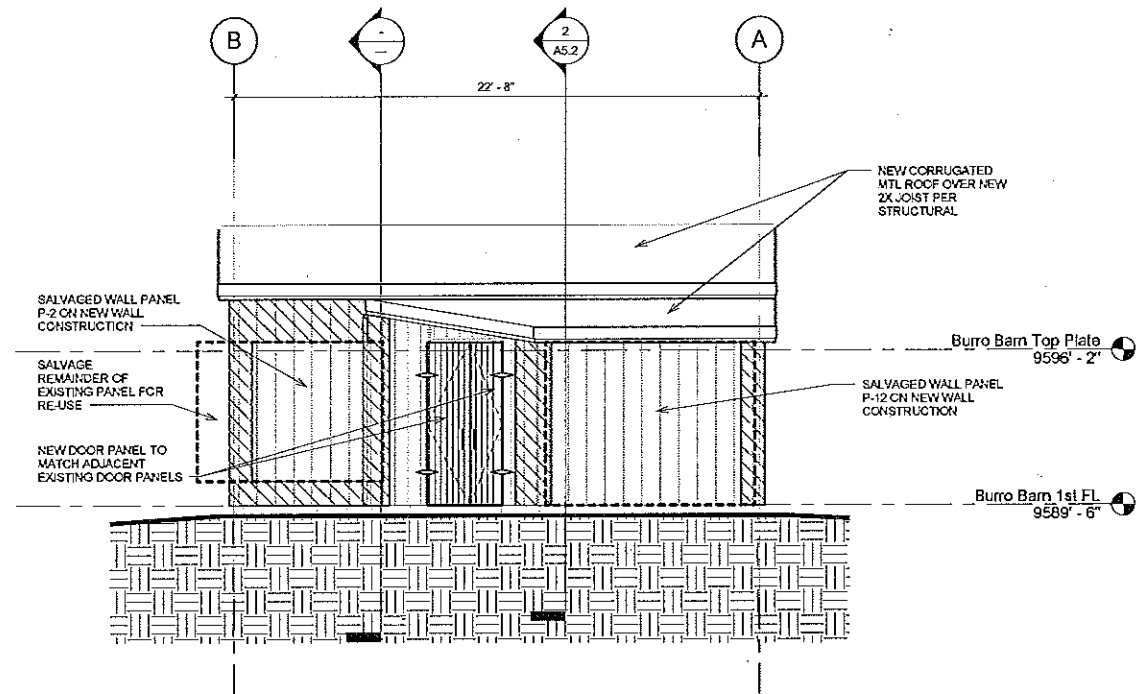 B
-
—
2
A5.2
A
22' - 8"
NEW CORRUGATED
MTL ROOF OVER NEW
2X JOIST PER
STRUCTURAL
SALVAGED WALL PANEL
P-2 ON NEW WALL
CONSTRUCTION
SALVAGE
REMAINDER OF
EXISTING PANEL FOR
RE-USE
NEW DOOR PANEL TO
MATCH ADJACENT
EXISTING DOOR PANELS
Burro Barn Top Plate
9596' - 2"
SALVAGED WALL PANEL
P-12 ON NEW WALL
CONSTRUCTION
Burro Barn 1st FL
9589' - 6"